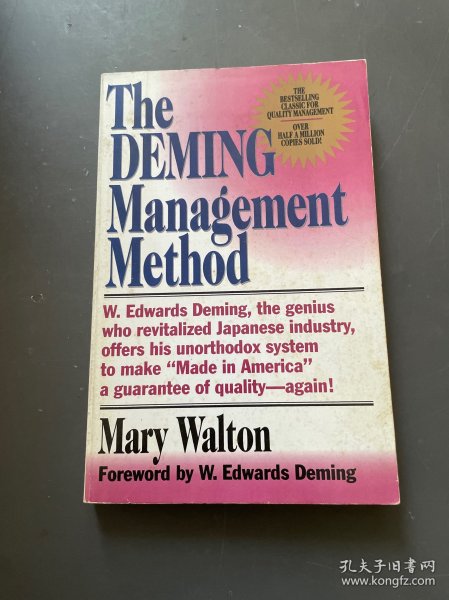 The
DEMING
Management
Method
THE
BESTSELLING
CLASSIC FOR
QUALITY MANAGEMENT
OVER
HALF A MILLION
COPIES SOLD!
W. Edwards Deming, the genius
who revitalized Japanese industry,
offers his unorthodox system
to make “Made in America”
a guarantee of quality—again!
Mary Walton
Foreword by W. Edwards Deming
孔夫子旧书网
www.kongfz.com